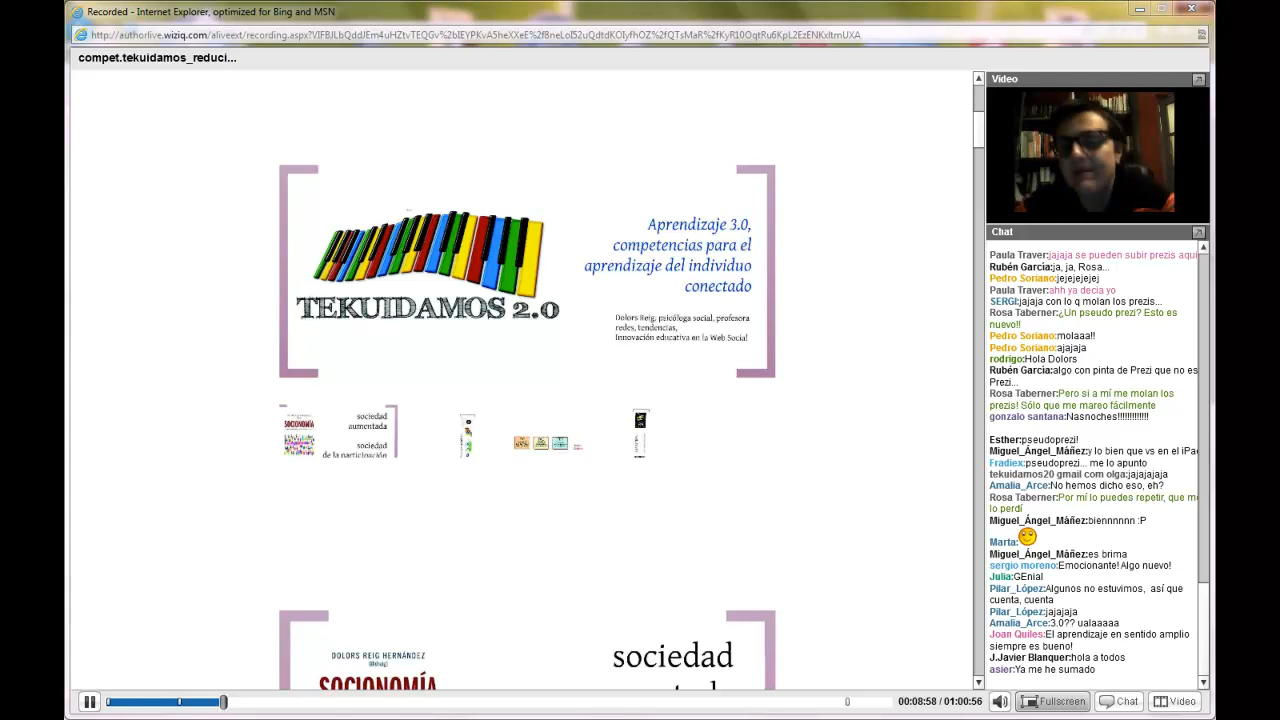 Recorded - Internet Explorer, optimized for Bing and MSN
compet.tekuidamos_reduci...
Aprendizaje 3.0,
competencias para el
aprendizaje del individuo
conectado
TEKUIDAMOS 2.0
Dolors Reig, psicóloga social, profesora
redes, tendencias,
Innovación educativa en la Web Social
SOCIONOMÍA
sociedad
aumentada
sociedad
de la participación
DOLORS REIG HERNÁNDEZ
SOCIONOMÍA
sociedad
Video
Chat
Paula Traver:jajaja se pueden subir prezis aqui
Rubén García:ja, ja, Rosa...
Pedro Soriano:jejejejejej
Paula Traver:ahh ya decia yo
SERGI:jajaja con lo q molan los prezis...
Rosa Taberner:¿Un pseudo prezi? Esto es
nuevo!!
Pedro Soriano:molaaa!!
Pedro Soriano:ajajaja
rodrigo:Hola Dolors
Rubén García:algo con pinta de Prezi que no es
Prezi...
Rosa Taberner:Pero si a mí me molan los
prezis! Sólo que me mareo fácilmente
gonzalo santana:Nasnoches!!!!!!!!!!!!!
Esther:pseudoprezi!
Miguel_Ángel_Máñez:y lo bien que vs en el iPa
Fradiex:pseudoprezi... me lo apunto
tekuidamos20 gmail com olga:jajajajaja
Amalia_Arce:No hemos dicho eso, eh?
Rosa Taberner:Por mí lo puedes repetir, que me
lo perdí
Miguel_Ángel_Máñez:biennnnnn :P
Marta:
Miguel_Ángel_Máñez:es brima
sergio moreno:Emocionante! Algo nuevo!
Julia:GEnial
Pilar_López:Algunos no estuvimos, así que
cuenta, cuenta
Pilar_López:jajajaja
Amalia_Arce:3.0?? ualaaaaa
Joan Quiles:El aprendizaje en sentido amplio
siempre es bueno!
J.Javier Blanquer:hola a todos
asier:Ya me he sumado
00:08:58 / 01:00:56
Fullscreen
Chat
Video